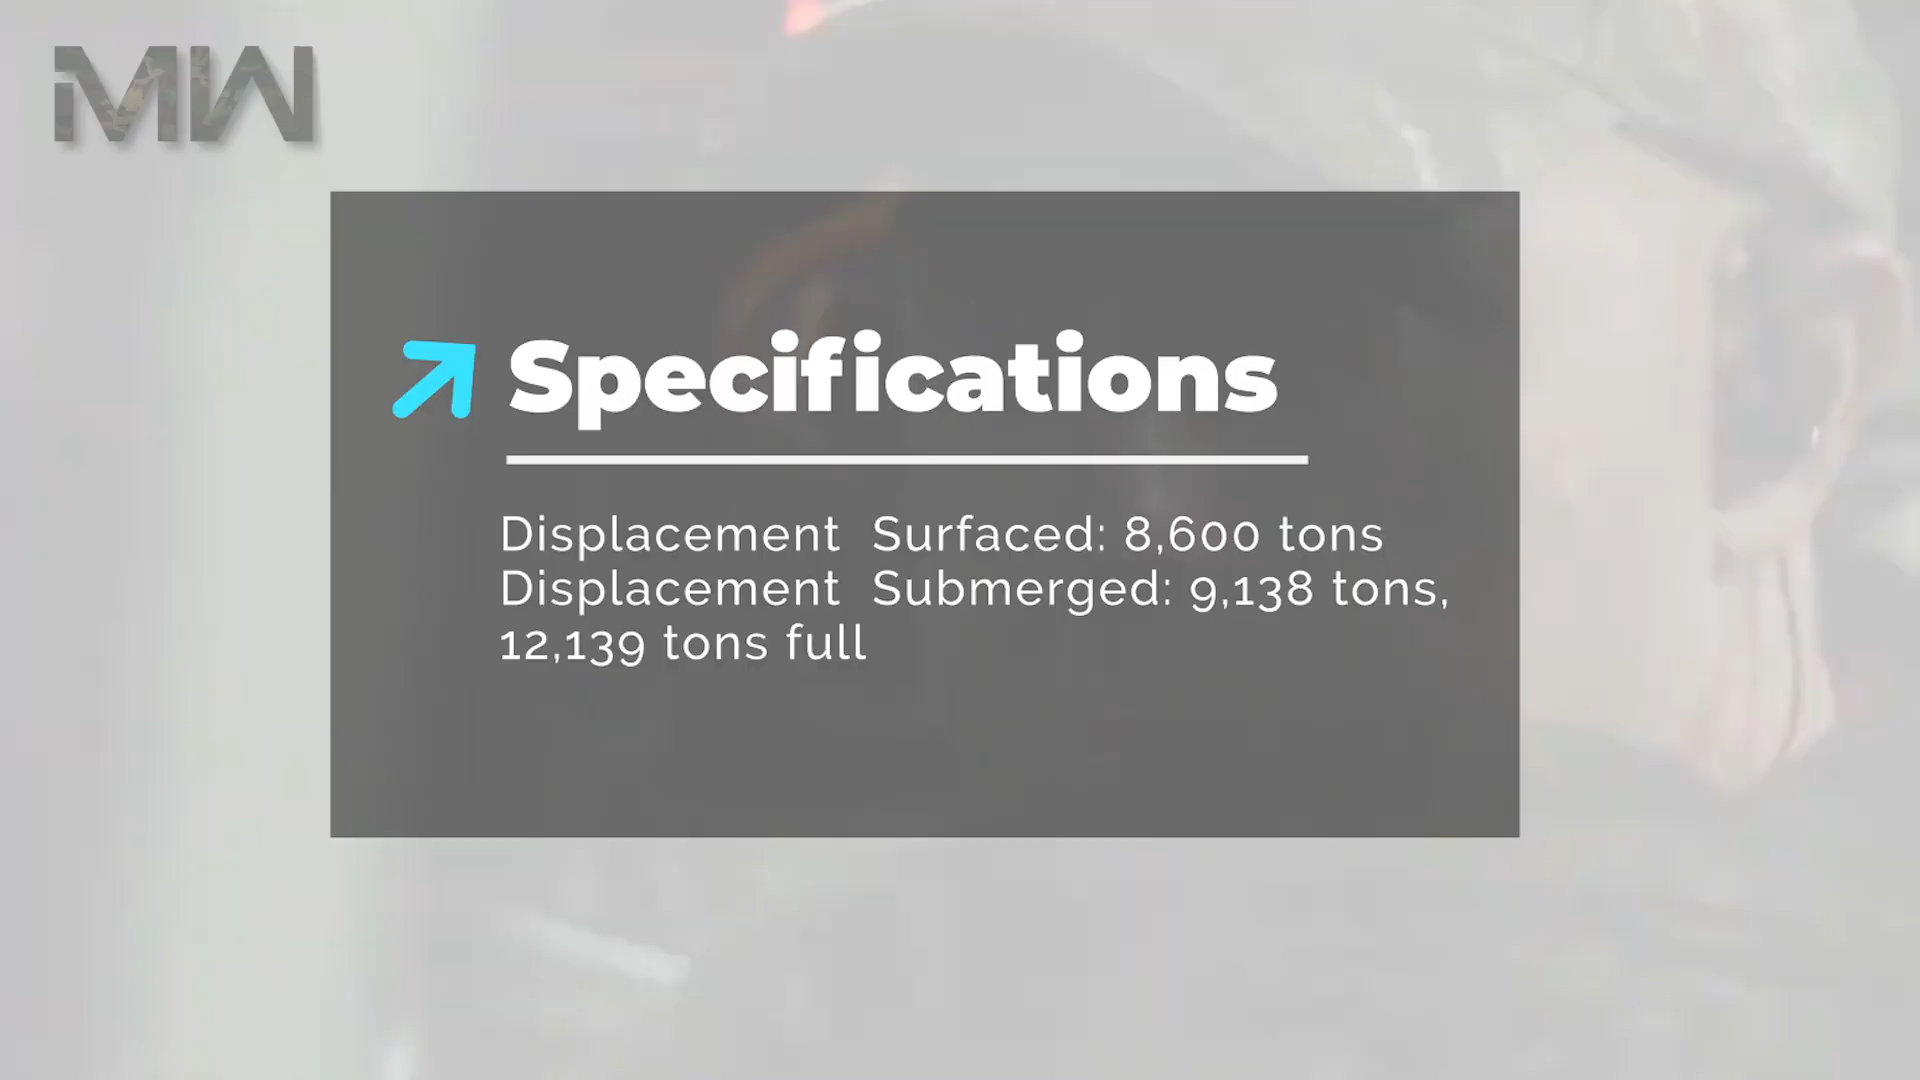 MW
Specifications
Displacement  Surfaced: 8,600 tons
Displacement  Submerged: 9,138 tons,
12,139 tons full